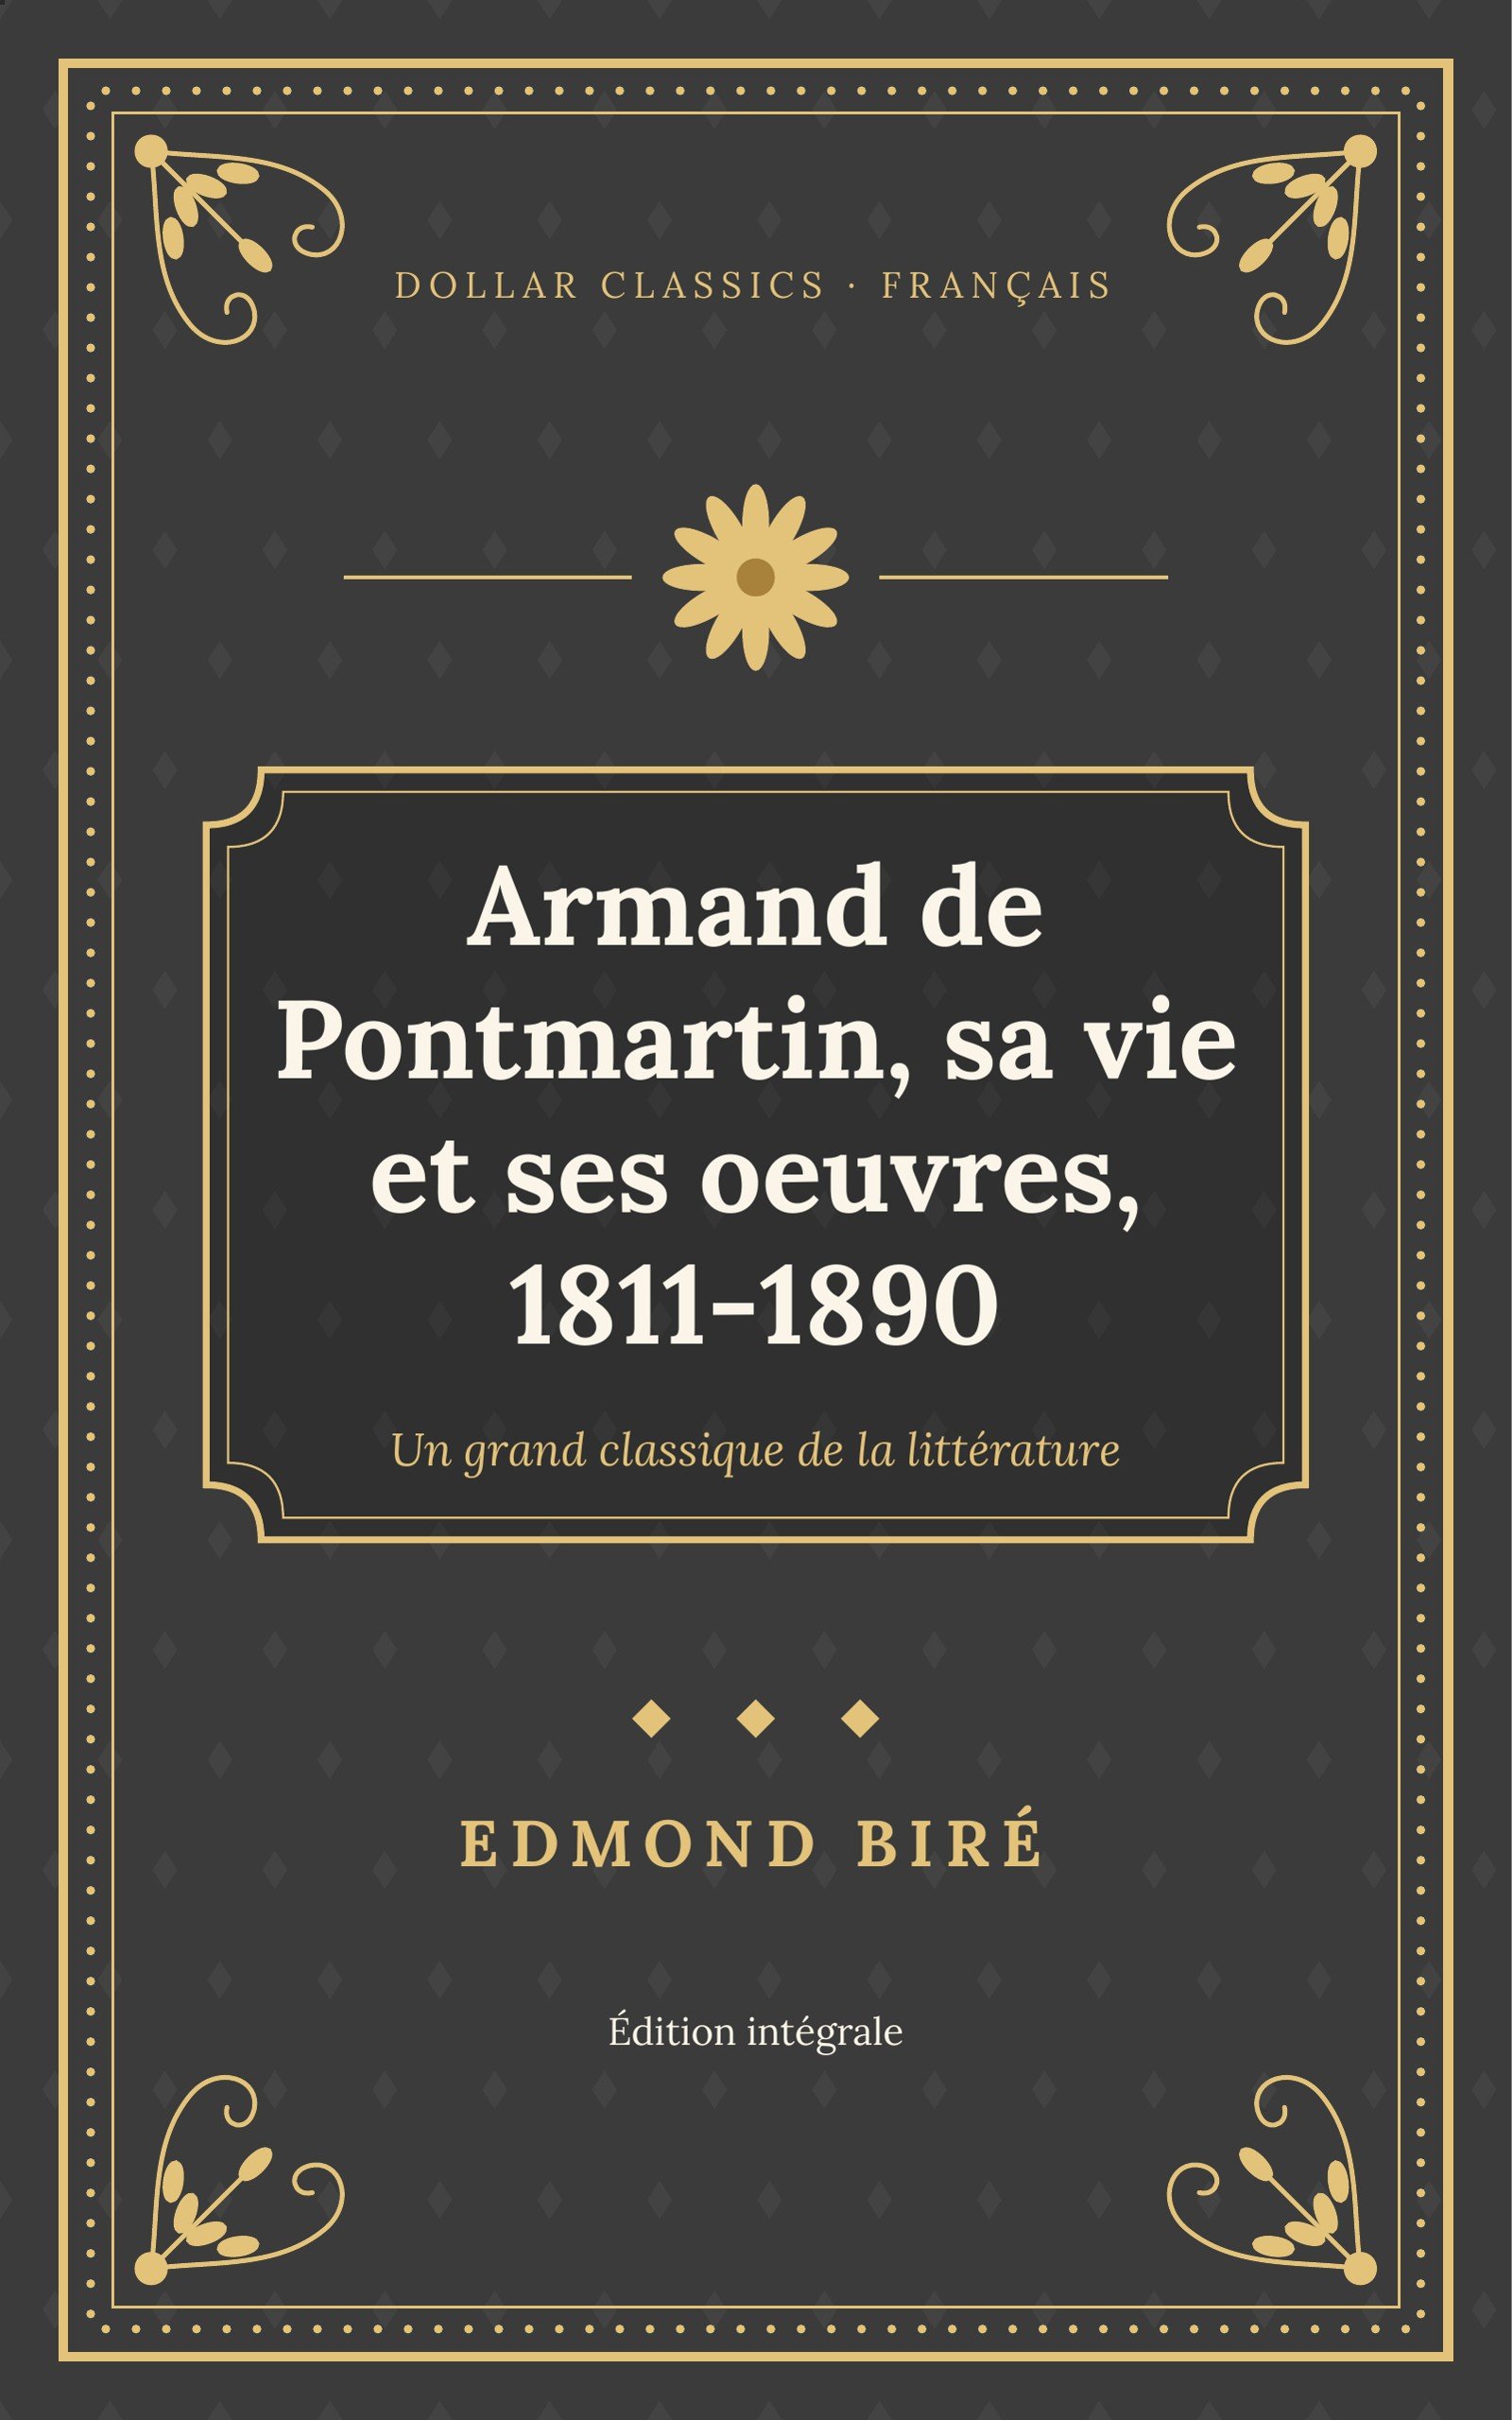 DOLLAR CLASSICS · FRANÇAIS
Armand de
Pontmartin, sa vie
et ses oeuvres,
1811-1890
Un grand classique de la littérature
EDMOND BIRÉ
Édition intégrale